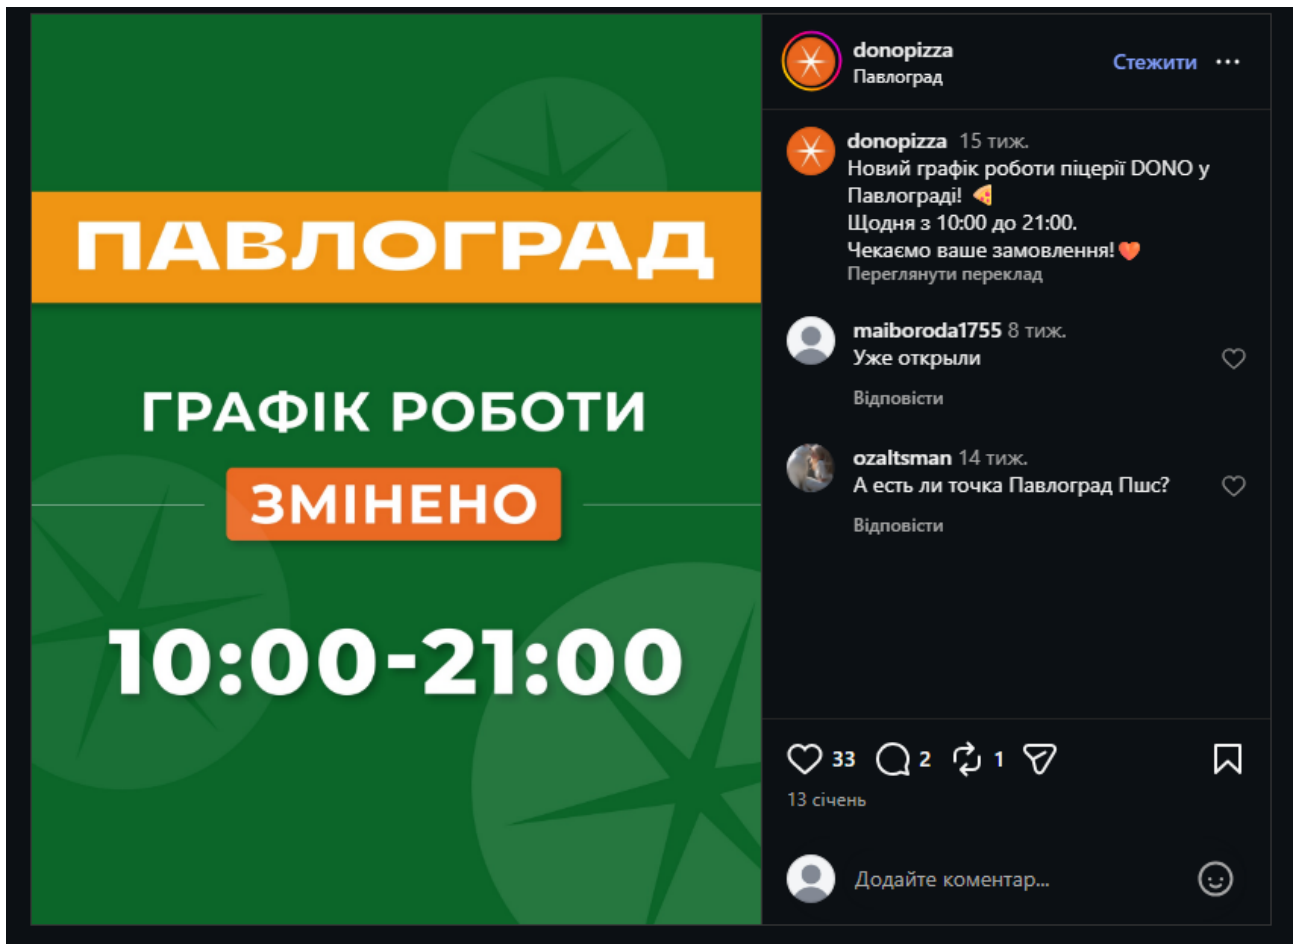 ПАВЛОГРАД
ГРАФІК РОБОТИ
ЗМІНЕНО
10:00-21:00
donopizza
Павлоград
Стежити
donopizza 15 тиж.
Новий графік роботи піцерії DONO у
Павлограді! 🍕
Щодня з 10:00 до 21:00.
Чекаємо ваше замовлення!❤️
Переглянути переклад
maiboroda1755 8 тиж.
Уже открыли
Відповісти
ozaltsman 14 тиж.
А есть ли точка Павлоград Пшс?
Відповісти
33 2 1
13 січень
Додайте коментар...